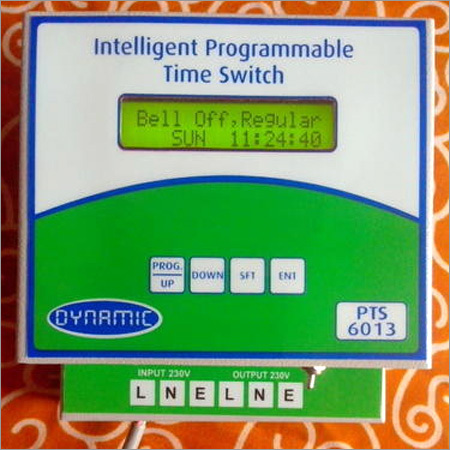 Intelligent Programmable
Time Switch
Bell Off,Regular
SUN 11:24:40
PROG.
UP
DOWN
SFT
ENT
DYNAMIC
PTS
6013
INPUT 230V OUTPUT 230V
L N E L N E